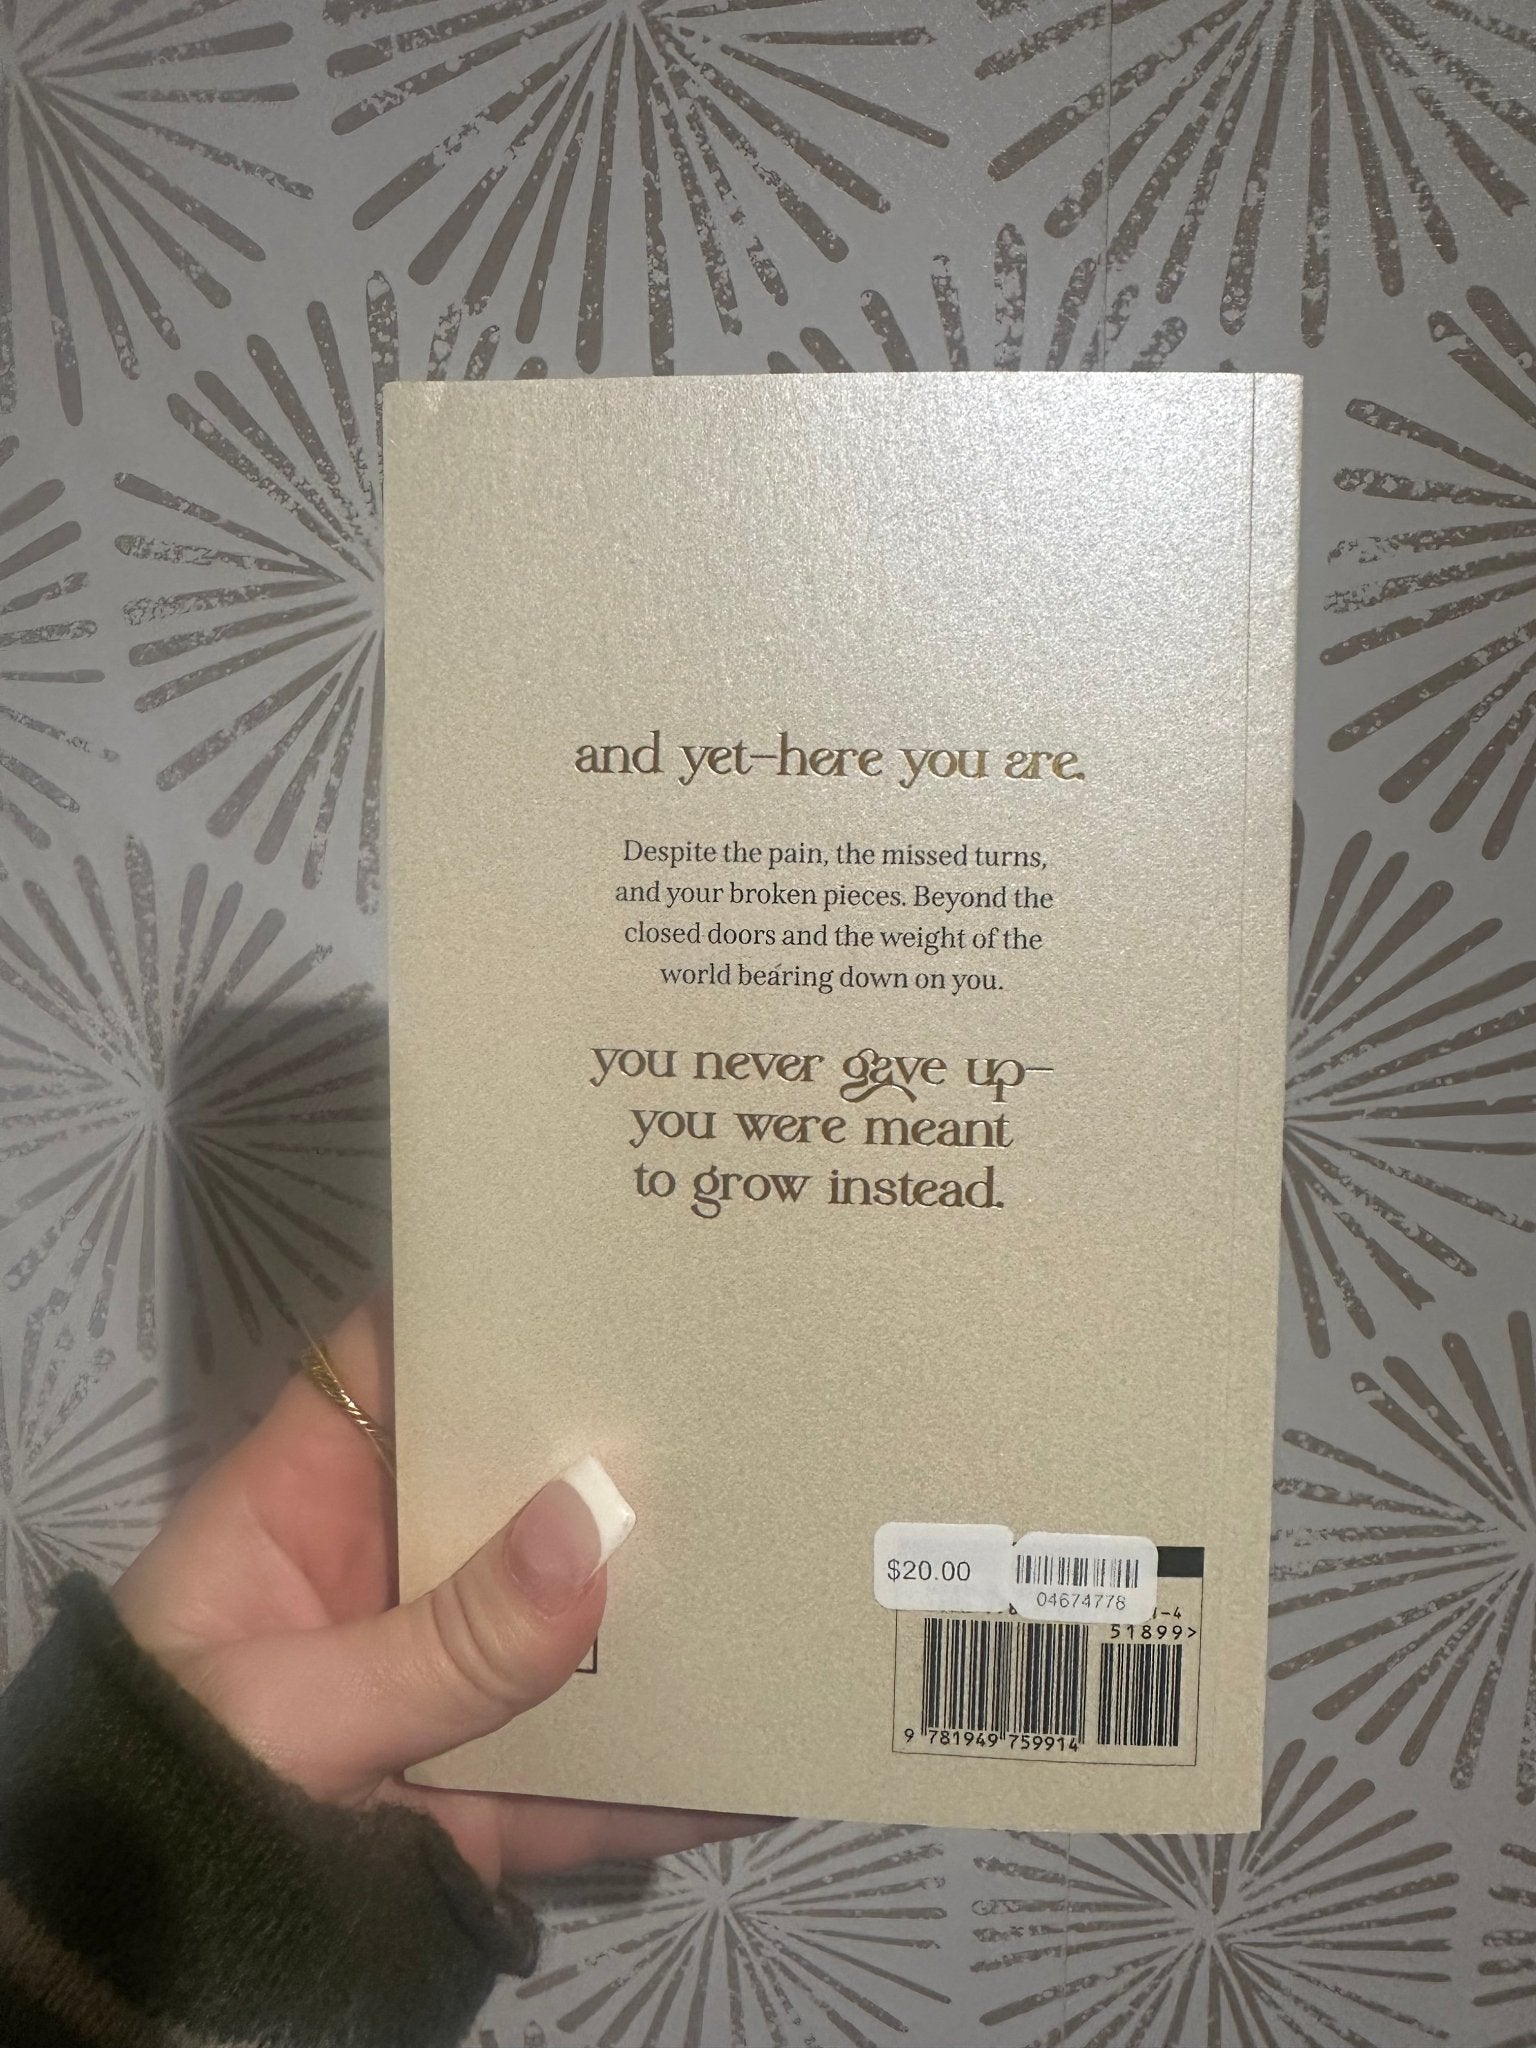 and yet—here you are.
Despite the pain, the missed turns,
and your broken pieces. Beyond the
closed doors and the weight of the
world bearing down on you.
you never gave up—
you were meant
to grow instead.
$20.00
04674778
1-4
51899>
9 781949 759914